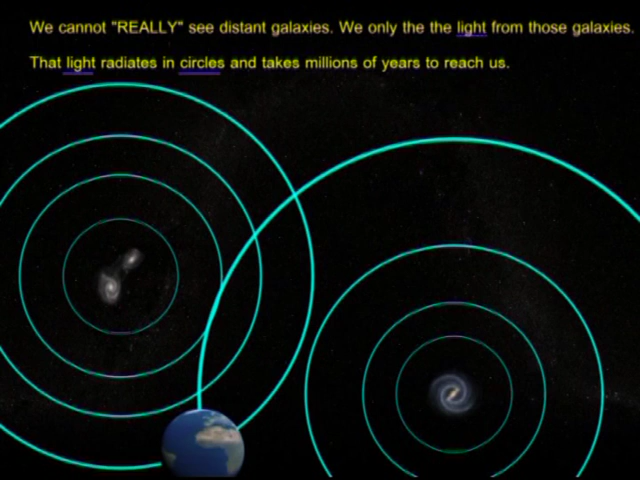 We cannot "REALLY" see distant galaxies. We only the the light from those galaxies.
That light radiates in circles and takes millions of years to reach us.